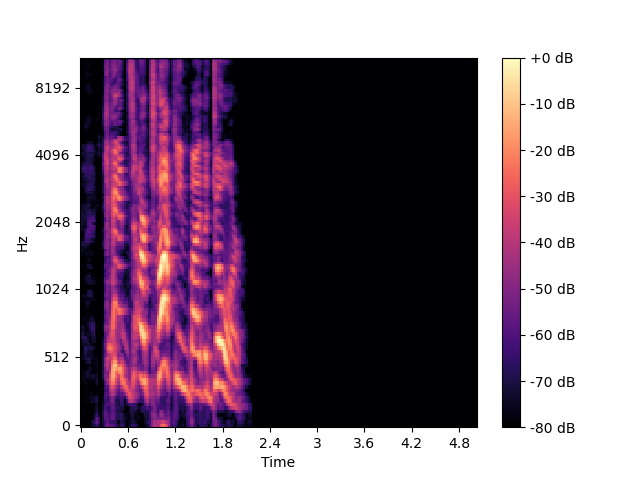 8192
4096
2048
1024
512
0
Hz
0 0.6 1.2 1.8 2.4 3 3.6 4.2 4.8
Time
+0 dB
-10 dB
-20 dB
-30 dB
-40 dB
-50 dB
-60 dB
-70 dB
-80 dB